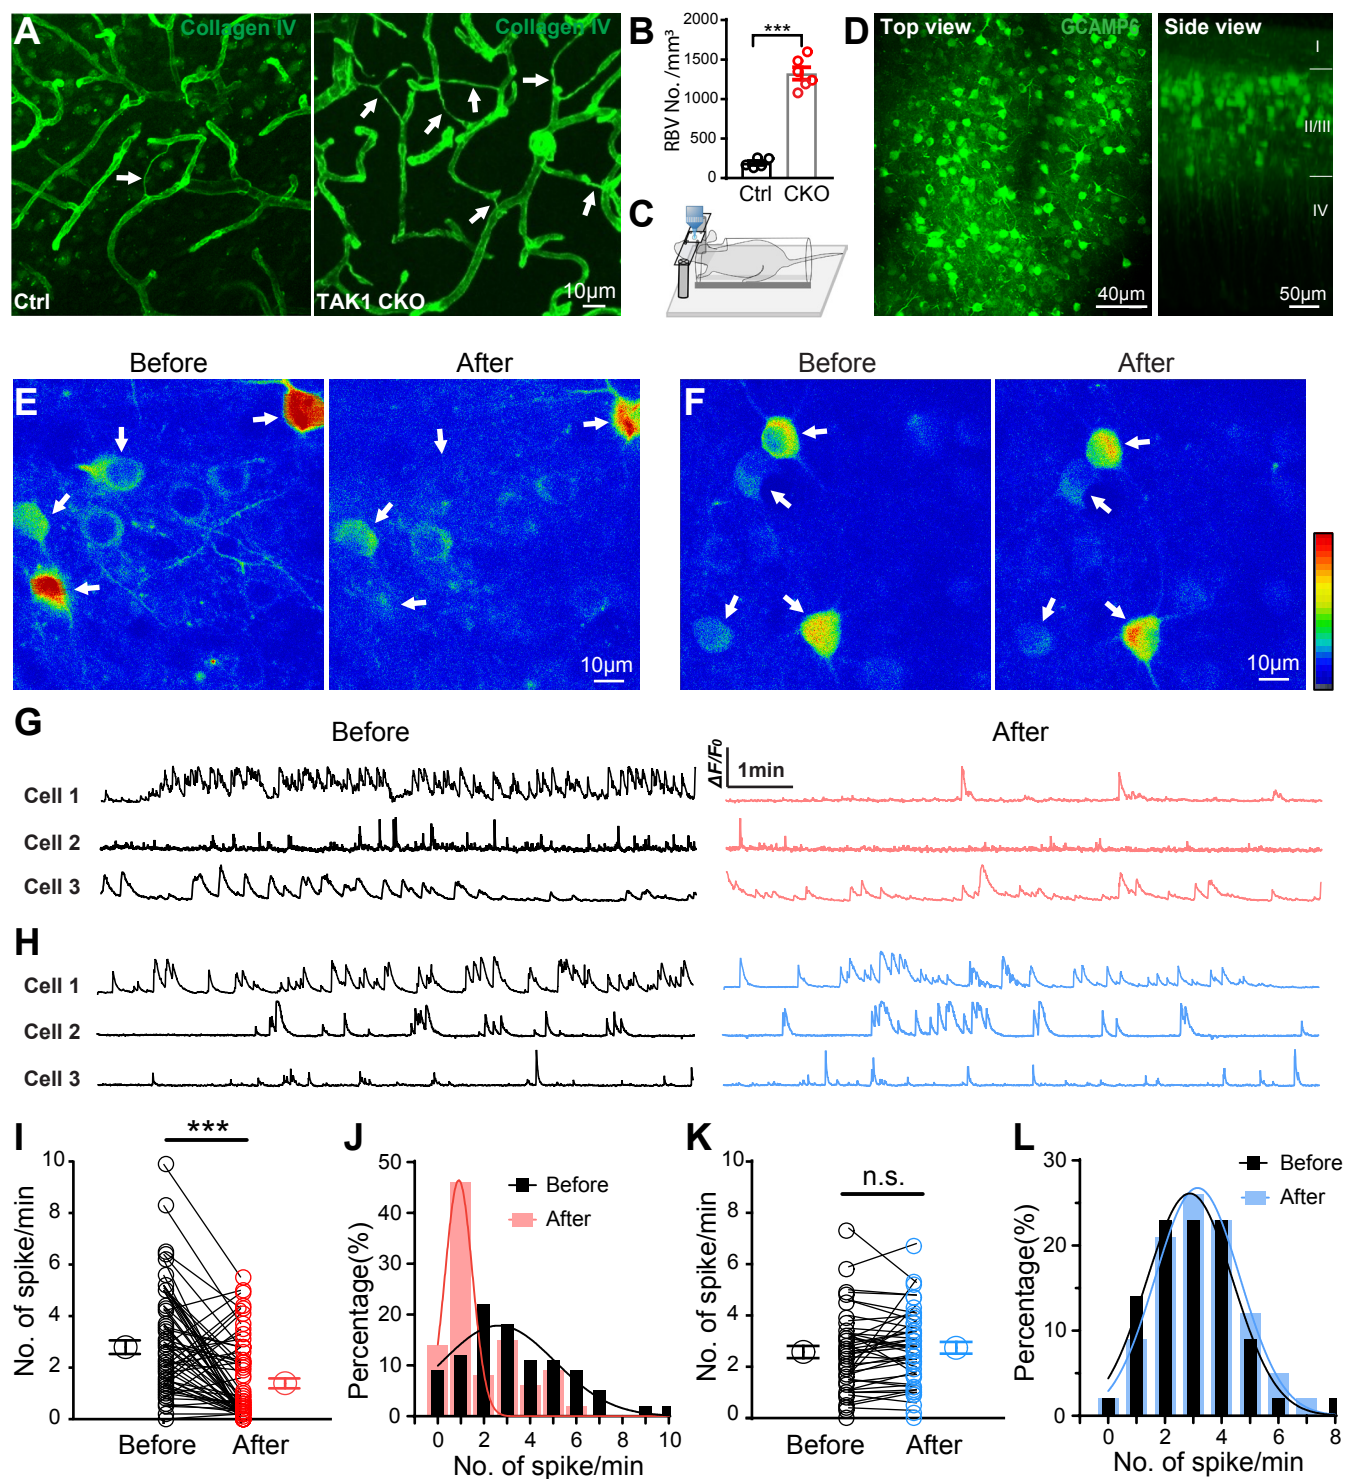 A
Collagen IV
Ctrl
Collagen IV
TAK1 CKO
10µm
B
RBV No. /mm³
2000
1500
1000
500
0
***
Ctrl
CKO
C
D
Top view
GCAMP6
40µm
Side view
I
II/III
IV
50µm
Before
After
E
10µm
Before
After
F
10µm
G
Before
After
ΔF/F₀
1min
Cell 1
Cell 2
Cell 3
H
Cell 1
Cell 2
Cell 3
I
***
No. of spike/min
10
8
6
4
2
0
Before
After
J
Percentage(%)
50
40
30
20
10
0
Before
After
0
2
4
6
8
10
No. of spike/min
K
n.s.
No. of spike/min
10
8
6
4
2
0
Before
After
L
Percentage(%)
30
20
10
0
Before
After
0
2
4
6
8
No. of spike/min